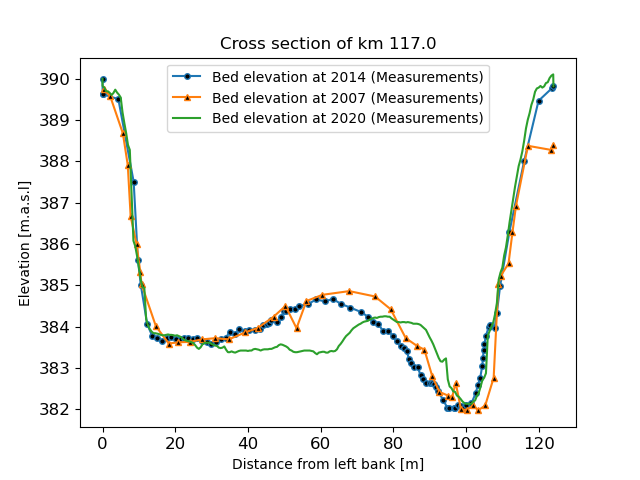 Cross section of km 117.0
Bed elevation at 2014 (Measurements)
Bed elevation at 2007 (Measurements)
Bed elevation at 2020 (Measurements)
Elevation [m.a.s.l]
390
389
388
387
386
385
384
383
382
0 20 40 60 80 100 120
Distance from left bank [m]